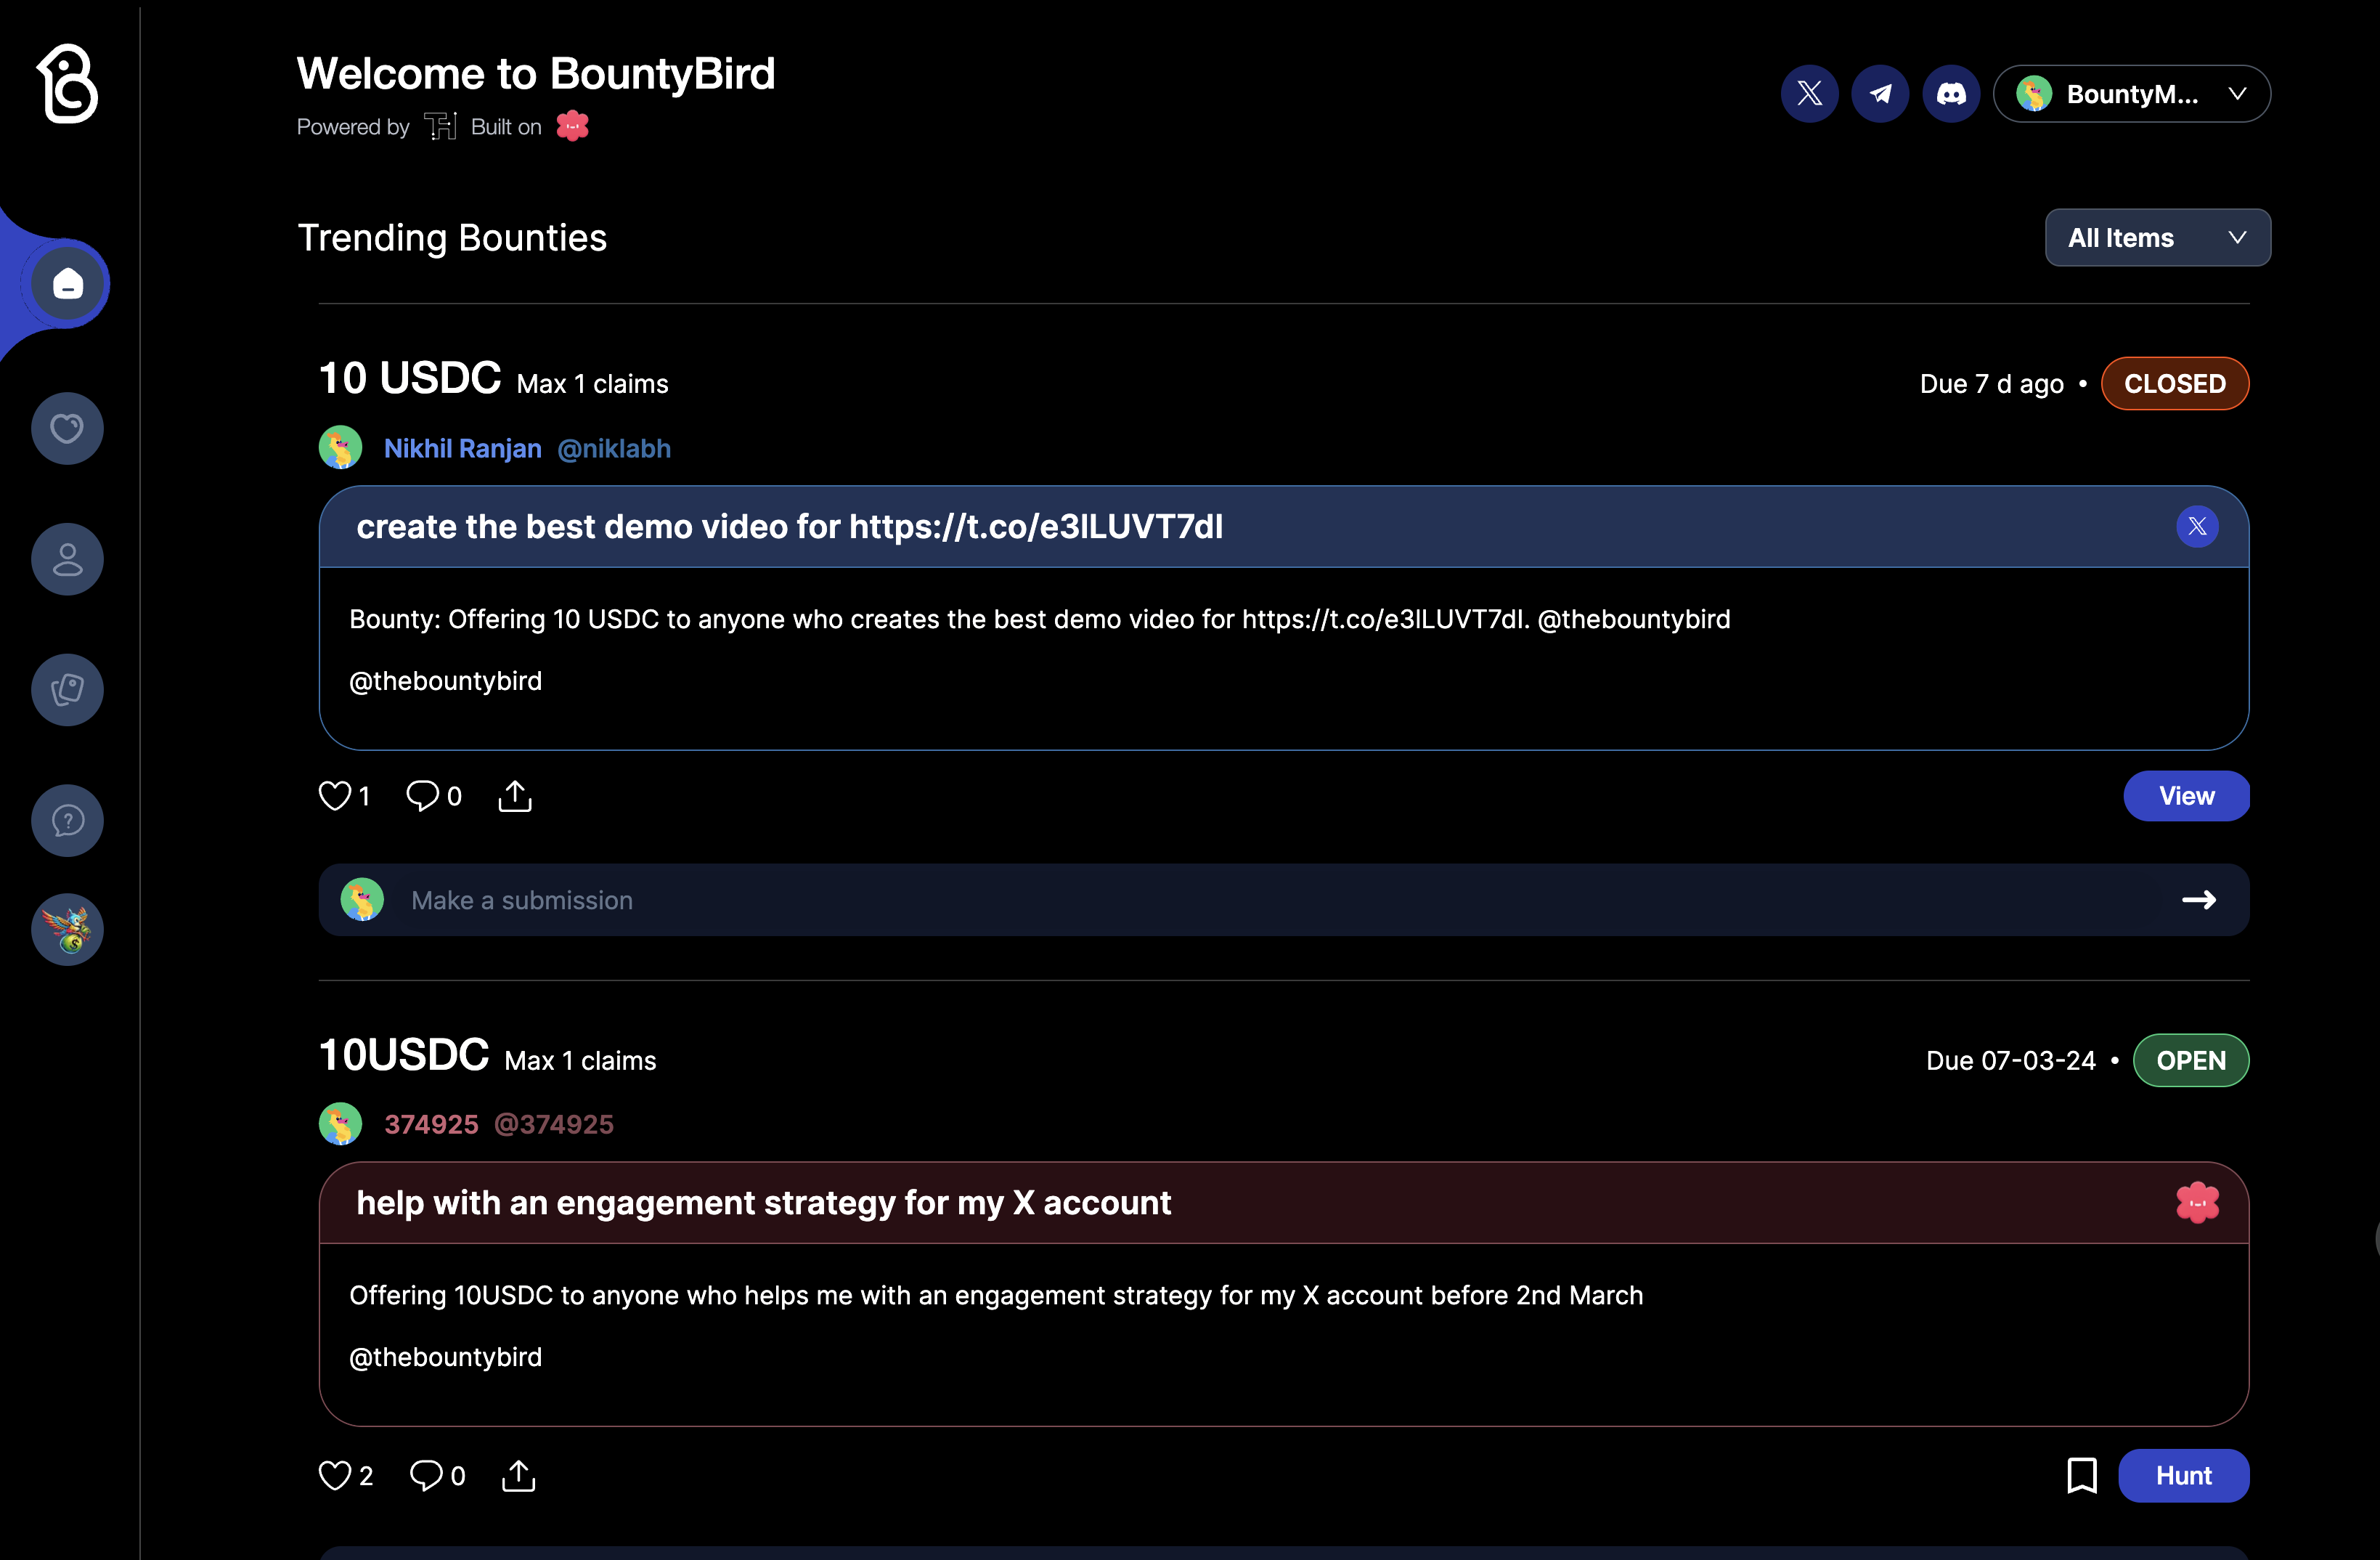 Welcome to BountyBird
Powered by TH Built on
BountyM...
Trending Bounties
All Items
10 USDC Max 1 claims
Due 7 d ago • CLOSED
Nikhil Ranjan @niklabh
create the best demo video for https://t.co/e3lLUVT7dl
Bounty: Offering 10 USDC to anyone who creates the best demo video for https://t.co/e3lLUVT7dl. @thebountybird
@thebountybird
1 0
View
Make a submission
10USDC Max 1 claims
Due 07-03-24 • OPEN
374925 @374925
help with an engagement strategy for my X account
Offering 10USDC to anyone who helps me with an engagement strategy for my X account before 2nd March
@thebountybird
2 0
Hunt